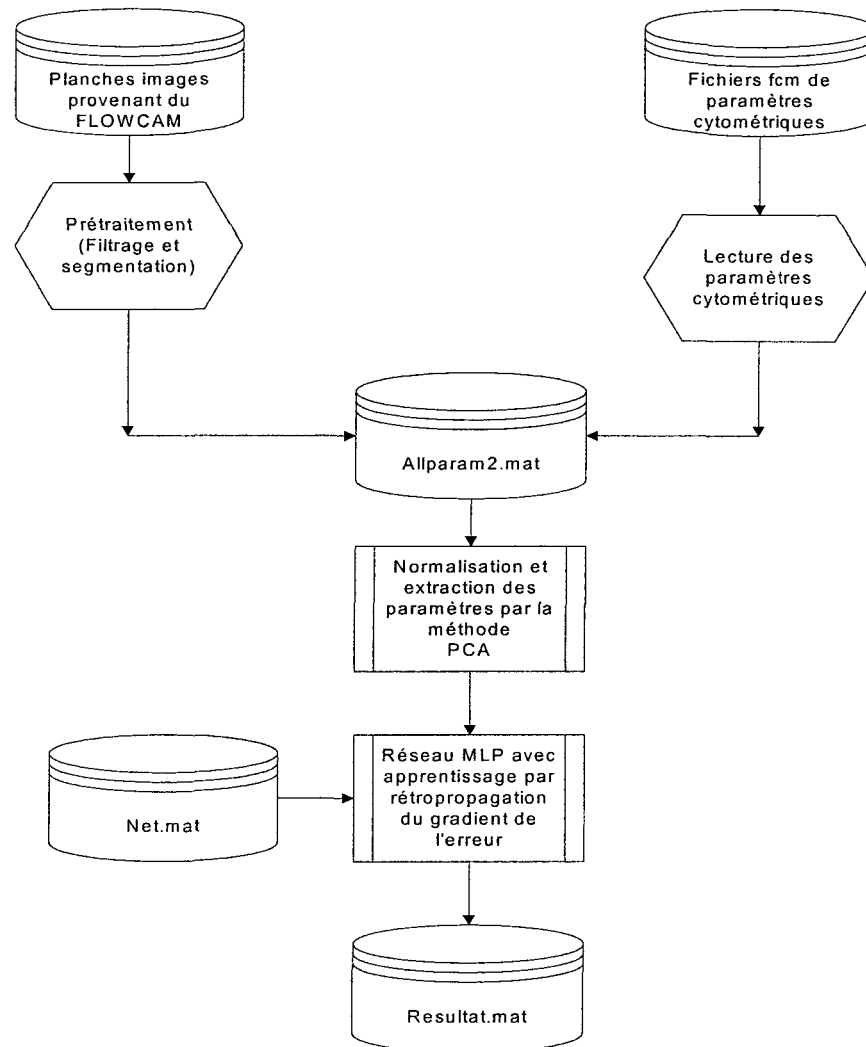 Planches images
provenant du
FLOWCAM
Fichiers fcm de
paramètres
cytométriques
Prétraitement
(Filtrage et
segmentation)
Lecture des
paramètres
cytométriques
Allparam2.mat
Normalisation et
extraction des
paramètres par la
méthode
PCA
Réseau MLP avec
apprentissage par
rétropropagation
du gradient de
l'erreur
Net.mat
Resultat.mat